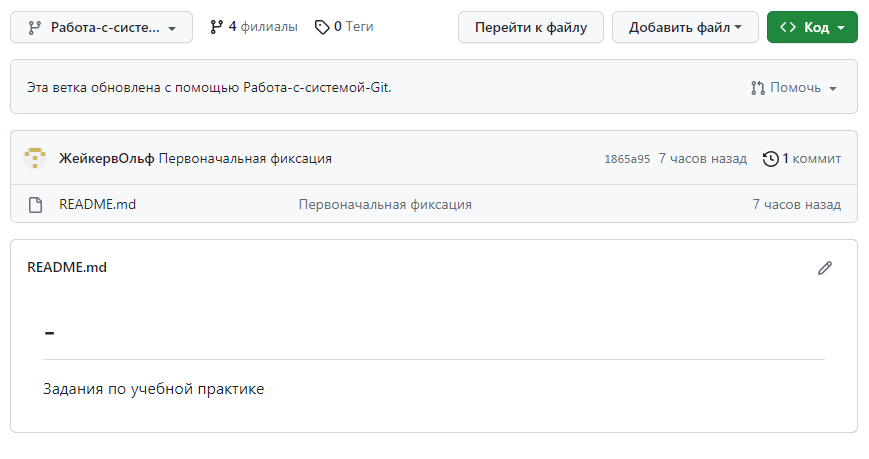 Работа-с-систе... 4 филиалы 0 Теги Перейти к файлу Добавить файл Код
Эта ветка обновлена с помощью Работа-с-системой-Git. Помочь
ЖейкервОльф Первоначальная фиксация 1865a95 7 часов назад 1 коммит
README.md Первоначальная фиксация 7 часов назад
README.md
-
Задания по учебной практике